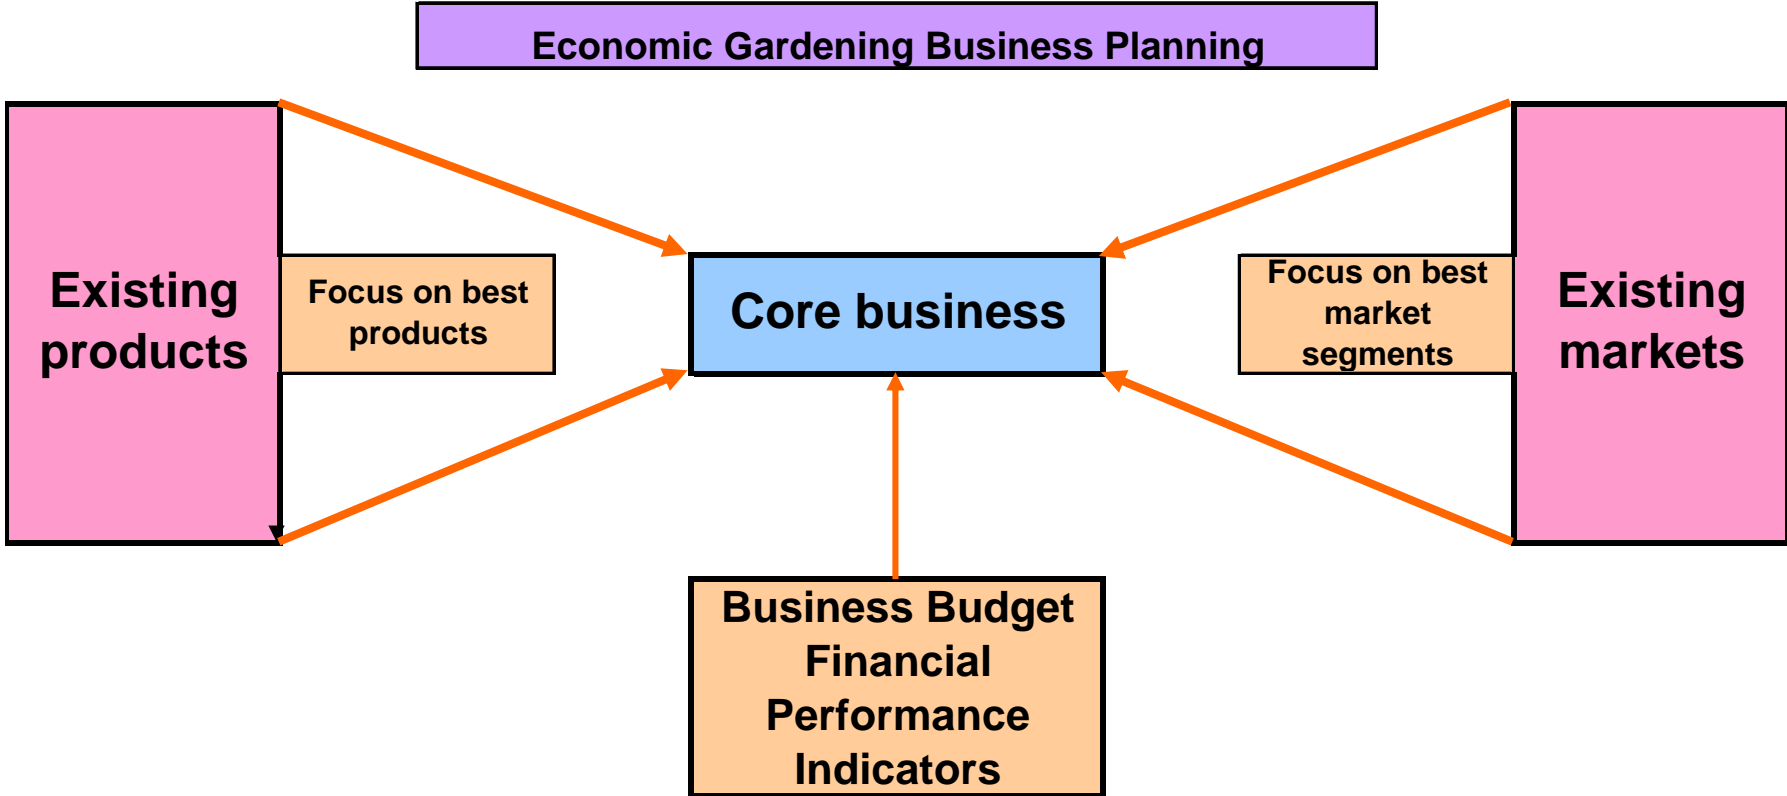 Economic Gardening Business Planning
Existing
products
Focus on best
products
Core business
Focus on best
market
segments
Existing
markets
Business Budget
Financial
Performance
Indicators